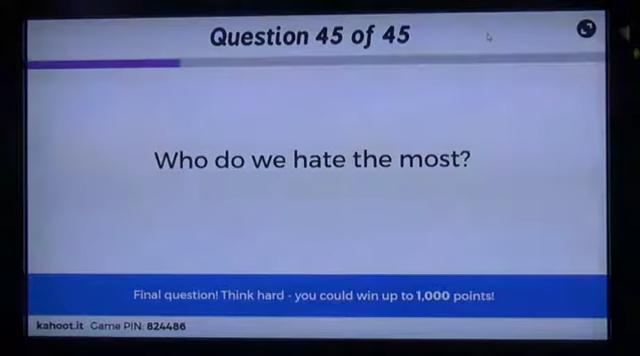 Question 45 of 45
Who do we hate the most?
Final question! Think hard - you could win up to 1,000 points!
kahoot.it Game PIN: 824486